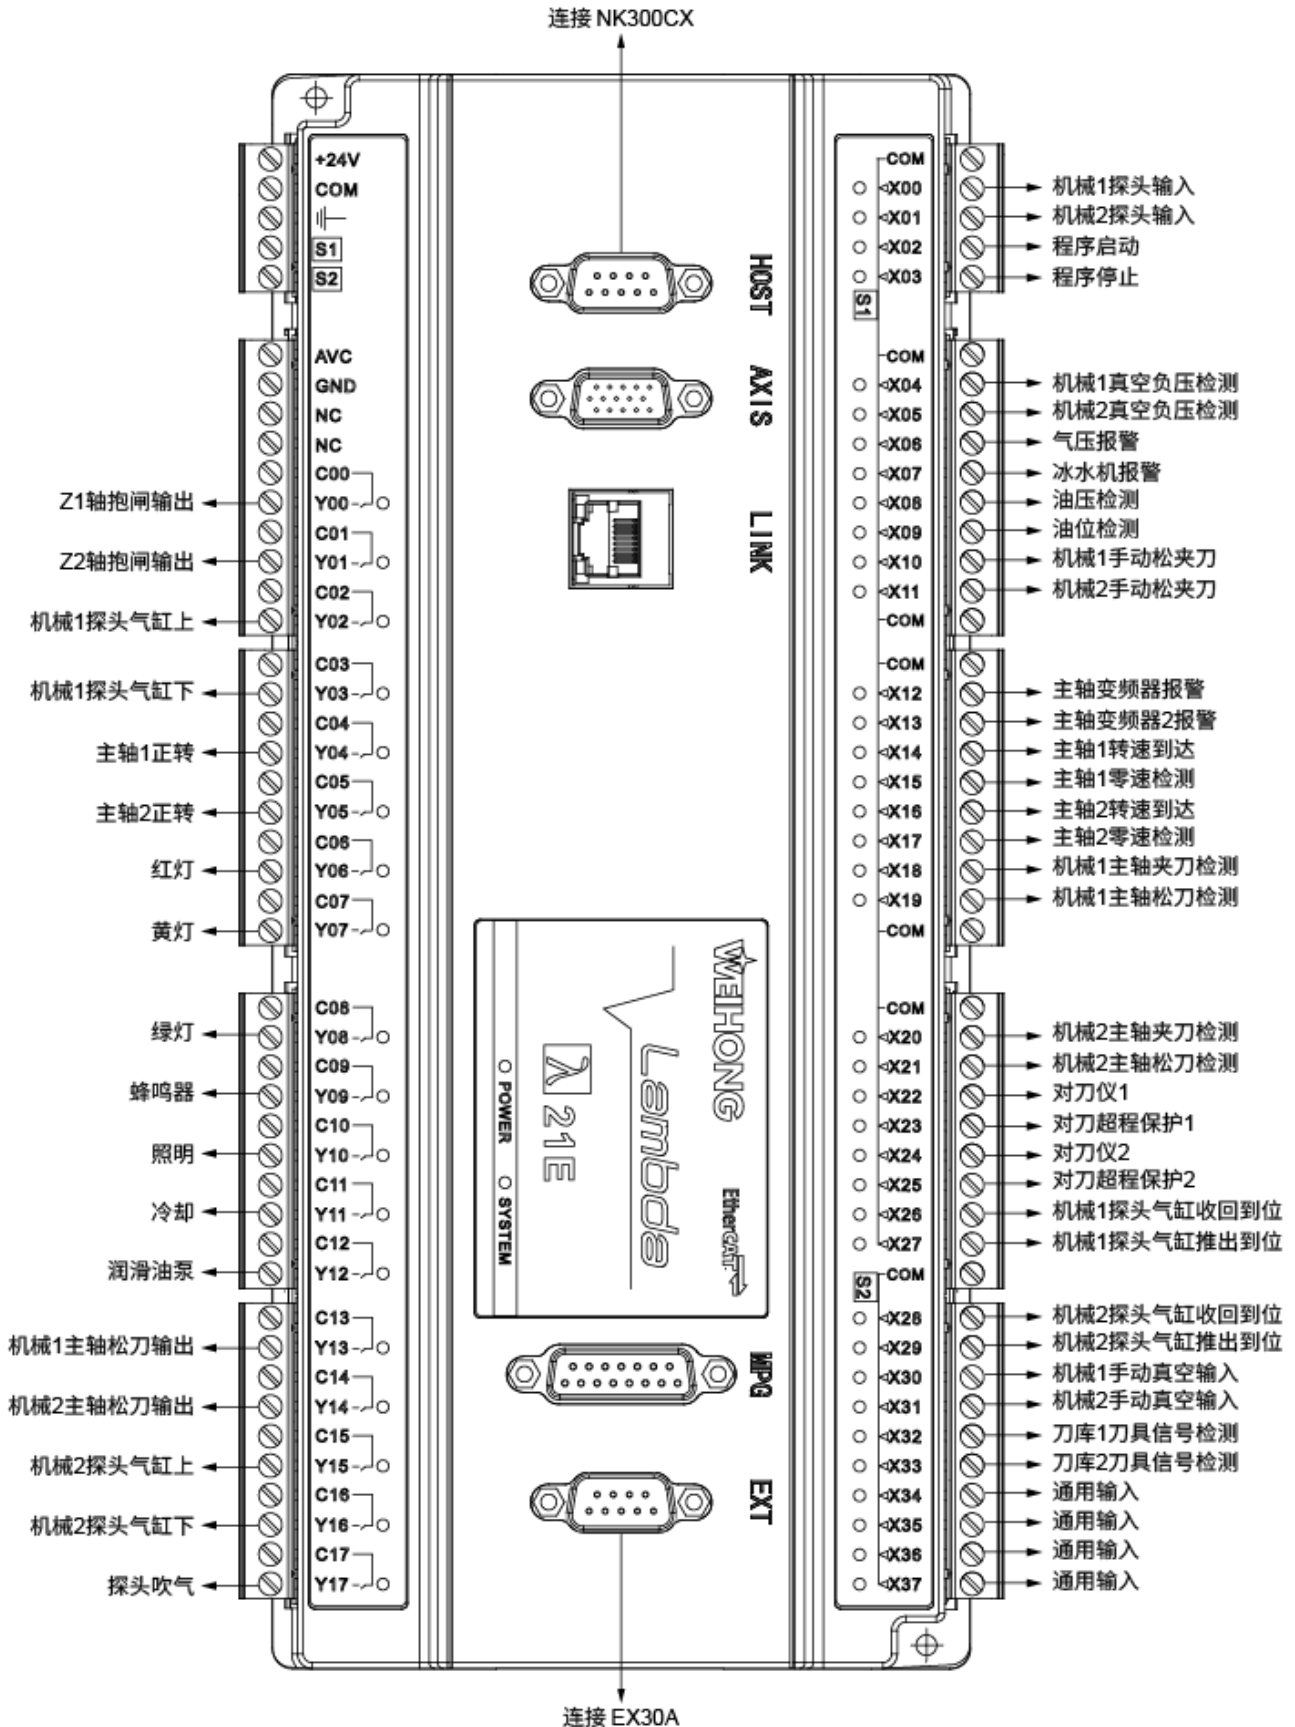 连接 NK300CX
+24V
COM
S1
S2
AVC
GND
NC
NC
C00
Z1轴抱闸输出 Y00
C01
Z2轴抱闸输出 Y01
C02
机械1探头气缸上 Y02
C03
机械1探头气缸下 Y03
C04
主轴1正转 Y04
C05
主轴2正转 Y05
C06
红灯 Y06
C07
黄灯 Y07
C08
绿灯 Y08
C09
蜂鸣器 Y09
C10
照明 Y10
C11
冷却 Y11
C12
润滑油泵 Y12
C13
机械1主轴松刀输出 Y13
C14
机械2主轴松刀输出 Y14
C15
机械2探头气缸上 Y15
C16
机械2探头气缸下 Y16
C17
探头吹气 Y17
HOST
AXIS
LINK
WEIHONG
Lambda
λ 21E
EtherCAT
POWER
SYSTEM
MPG
EXT
COM
X00 机械1探头输入
X01 机械2探头输入
X02 程序启动
X03 程序停止
S1
COM
X04 机械1真空负压检测
X05 机械2真空负压检测
X06 气压报警
X07 冰水机报警
X08 油压检测
X09 油位检测
X10 机械1手动松夹刀
X11 机械2手动松夹刀
COM
COM
X12 主轴变频器报警
X13 主轴变频器2报警
X14 主轴1转速到达
X15 主轴1零速检测
X16 主轴2转速到达
X17 主轴2零速检测
X18 机械1主轴夹刀检测
X19 机械1主轴松刀检测
COM
COM
X20 机械2主轴夹刀检测
X21 机械2主轴松刀检测
X22 对刀仪1
X23 对刀超程保护1
X24 对刀仪2
X25 对刀超程保护2
X26 机械1探头气缸收回到位
X27 机械1探头气缸推出到位
S2
COM
X28 机械2探头气缸收回到位
X29 机械2探头气缸推出到位
X30 机械1手动真空输入
X31 机械2手动真空输入
X32 刀库1刀具信号检测
X33 刀库2刀具信号检测
X34 通用输入
X35 通用输入
X36 通用输入
X37 通用输入
连接 EX30A